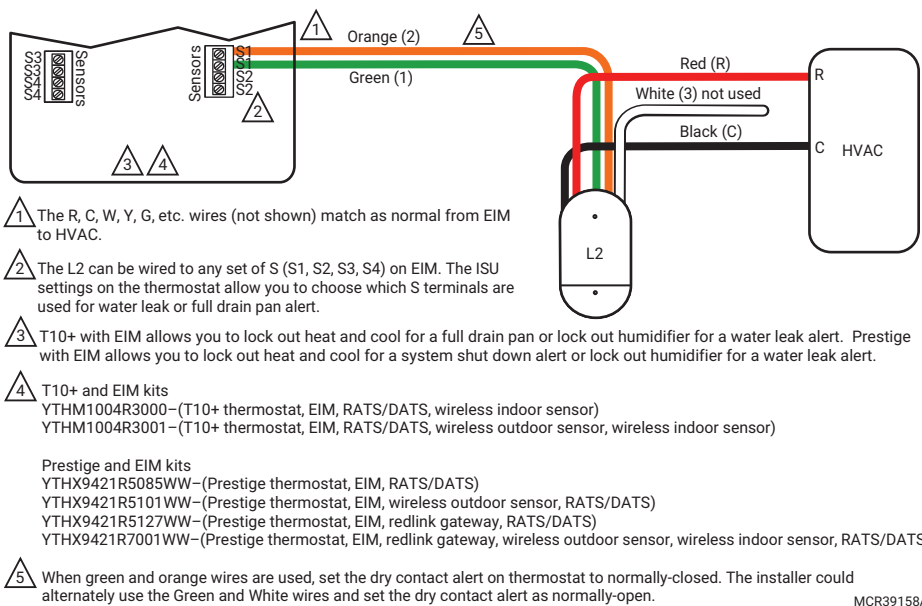 1
Orange (2)
5
Green (1)
Red (R)
White (3) not used
Black (C)
R
C
HVAC
S3
S3
S4
S4
Sensors
Sensors
S1
S1
S2
S2
2
3
4
L2
1 The R, C, W, Y, G, etc. wires (not shown) match as normal from EIM
to HVAC.
2 The L2 can be wired to any set of S (S1, S2, S3, S4) on EIM. The ISU
settings on the thermostat allow you to choose which S terminals are
used for water leak or full drain pan alert.
3 T10+ with EIM allows you to lock out heat and cool for a full drain pan or lock out humidifier for a water leak alert. Prestige
with EIM allows you to lock out heat and cool for a system shut down alert or lock out humidifier for a water leak alert.
4 T10+ and EIM kits
YTHM1004R3000–(T10+ thermostat, EIM, RATS/DATS, wireless indoor sensor)
YTHM1004R3001–(T10+ thermostat, EIM, RATS/DATS, wireless outdoor sensor, wireless indoor sensor)
Prestige and EIM kits
YTHX9421R5085WW–(Prestige thermostat, EIM, RATS/DATS)
YTHX9421R5101WW–(Prestige thermostat, EIM, wireless outdoor sensor, RATS/DATS)
YTHX9421R5127WW–(Prestige thermostat, EIM, redlink gateway, RATS/DATS)
YTHX9421R7001WW–(Prestige thermostat, EIM, redlink gateway, wireless outdoor sensor, wireless indoor sensor, RATS/DATS
5 When green and orange wires are used, set the dry contact alert on thermostat to normally-closed. The installer could
alternately use the Green and White wires and set the dry contact alert as normally-open.
MCR39158